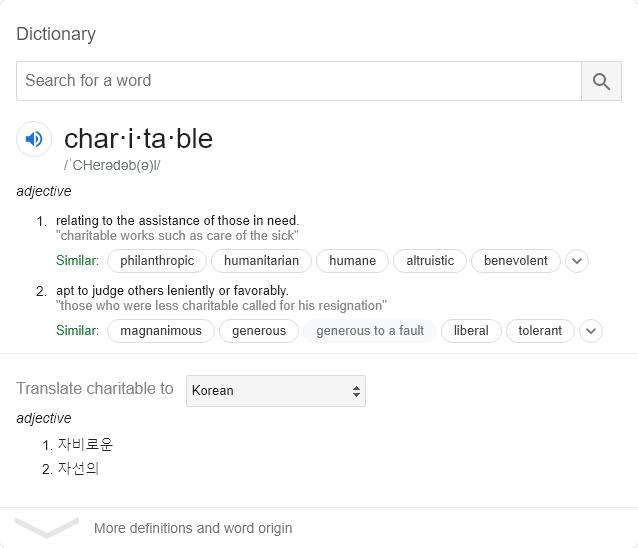 Dictionary
Search for a word
char·i·ta·ble
/ˈCHerədəb(ə)l/
adjective
1. relating to the assistance of those in need.
"charitable works such as care of the sick"
Similar: philanthropic humanitarian humane altruistic benevolent
2. apt to judge others leniently or favorably.
"those who were less charitable called for his resignation"
Similar: magnanimous generous generous to a fault liberal tolerant
Translate charitable to Korean
adjective
1. 자비로운
2. 자선의
More definitions and word origin